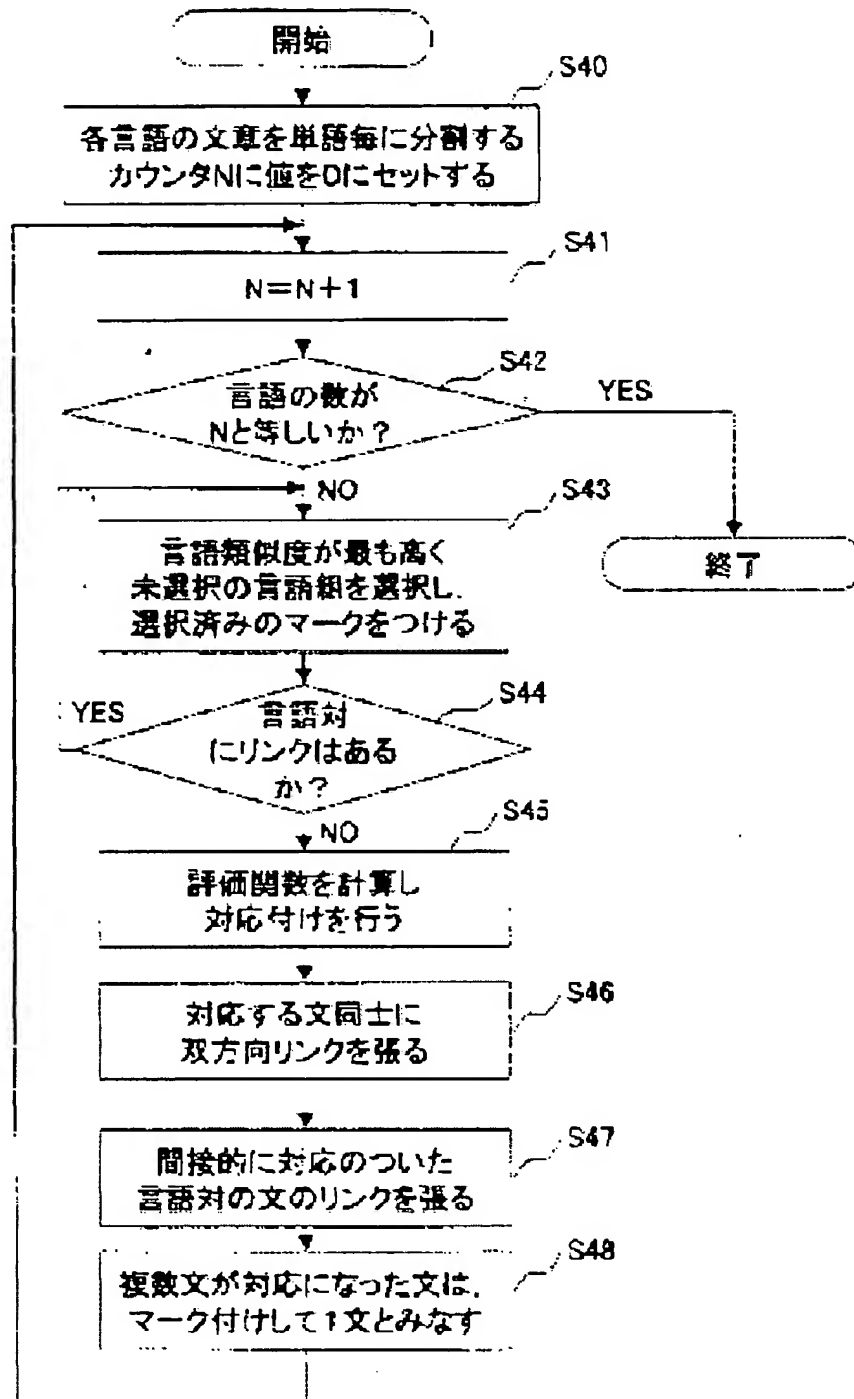 開始
S40
各言語の文章を単語毎に分割する
カウンタNに値を0にセットする
S41
N=N+1
S42
言語の数が
Nと等しいか?
YES
NO
S43
言語類似度が最も高く
未選択の言語組を選択し、
選択済みのマークをつける
終了
S44
YES
言語対
にリンクはある
か?
NO
S45
評価関数を計算し
対応付けを行う
S46
対応する文同士に
双方向リンクを張る
S47
間接的に対応のついた
言語対の文のリンクを張る
S48
複数文が対応になった文は、
マーク付けして1文とみなす